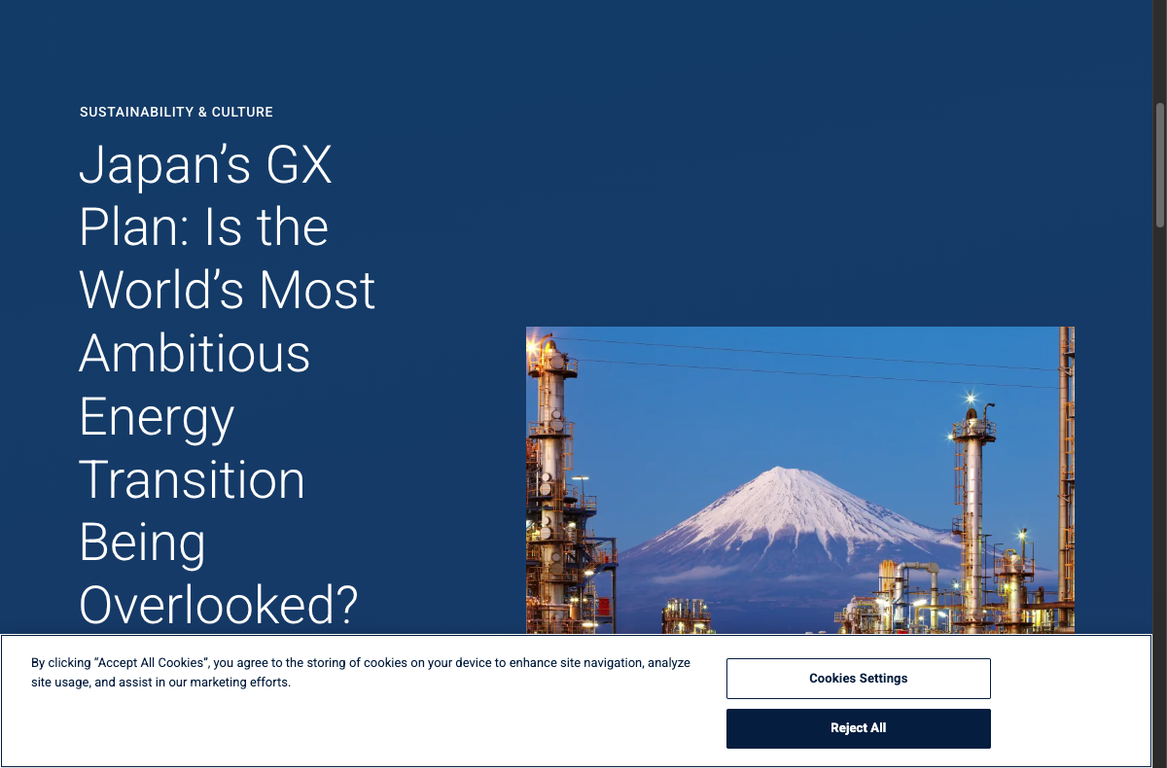 SUSTAINABILITY & CULTURE
Japan’s GX
Plan: Is the
World’s Most
Ambitious
Energy
Transition
Being
Overlooked?
By clicking “Accept All Cookies”, you agree to the storing of cookies on your device to enhance site navigation, analyze
site usage, and assist in our marketing efforts.
Cookies Settings
Reject All